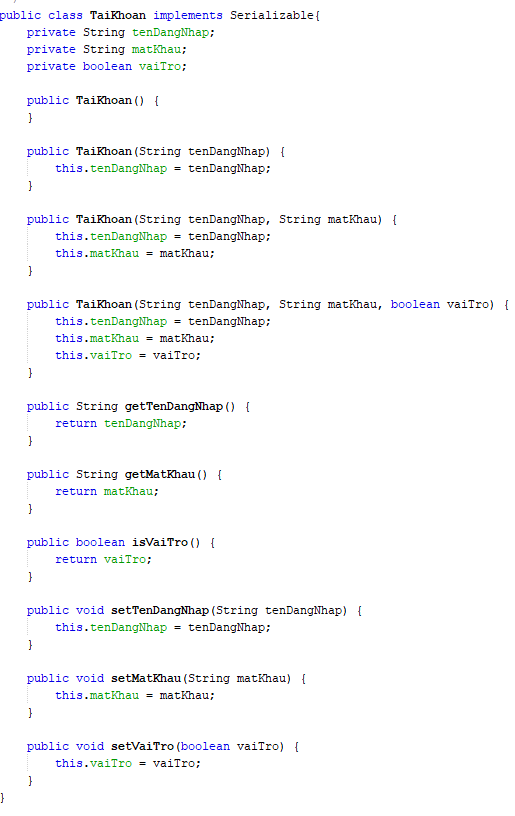 public class TaiKhoan implements Serializable{
    private String tenDangNhap;
    private String matKhau;
    private boolean vaiTro;

    public TaiKhoan() {
    }

    public TaiKhoan(String tenDangNhap) {
        this.tenDangNhap = tenDangNhap;
    }

    public TaiKhoan(String tenDangNhap, String matKhau) {
        this.tenDangNhap = tenDangNhap;
        this.matKhau = matKhau;
    }

    public TaiKhoan(String tenDangNhap, String matKhau, boolean vaiTro) {
        this.tenDangNhap = tenDangNhap;
        this.matKhau = matKhau;
        this.vaiTro = vaiTro;
    }

    public String getTenDangNhap() {
        return tenDangNhap;
    }

    public String getMatKhau() {
        return matKhau;
    }

    public boolean isVaiTro() {
        return vaiTro;
    }

    public void setTenDangNhap(String tenDangNhap) {
        this.tenDangNhap = tenDangNhap;
    }

    public void setMatKhau(String matKhau) {
        this.matKhau = matKhau;
    }

    public void setVaiTro(boolean vaiTro) {
        this.vaiTro = vaiTro;
    }
}